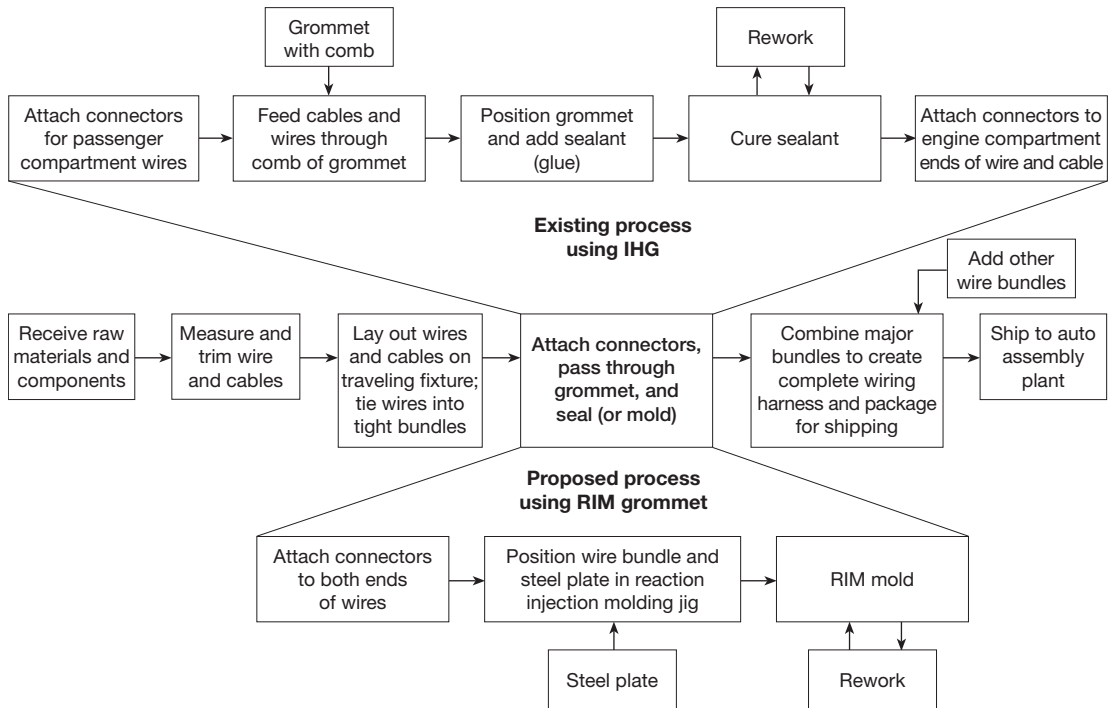 Grommet
with comb
Rework
Attach connectors
for passenger
compartment wires
Feed cables and
wires through
comb of grommet
Position grommet
and add sealant
(glue)
Cure sealant
Attach connectors to
engine compartment
ends of wire and cable
Existing process
using IHG
Add other
wire bundles
Receive raw
materials and
components
Measure and
trim wire
and cables
Lay out wires
and cables on
traveling fixture;
tie wires into
tight bundles
Attach connectors,
pass through
grommet, and
seal (or mold)
Combine major
bundles to create
complete wiring
harness and package
for shipping
Ship to auto
assembly
plant
Proposed process
using RIM grommet
Attach connectors
to both ends
of wires
Position wire bundle and
steel plate in reaction
injection molding jig
RIM mold
Steel plate
Rework